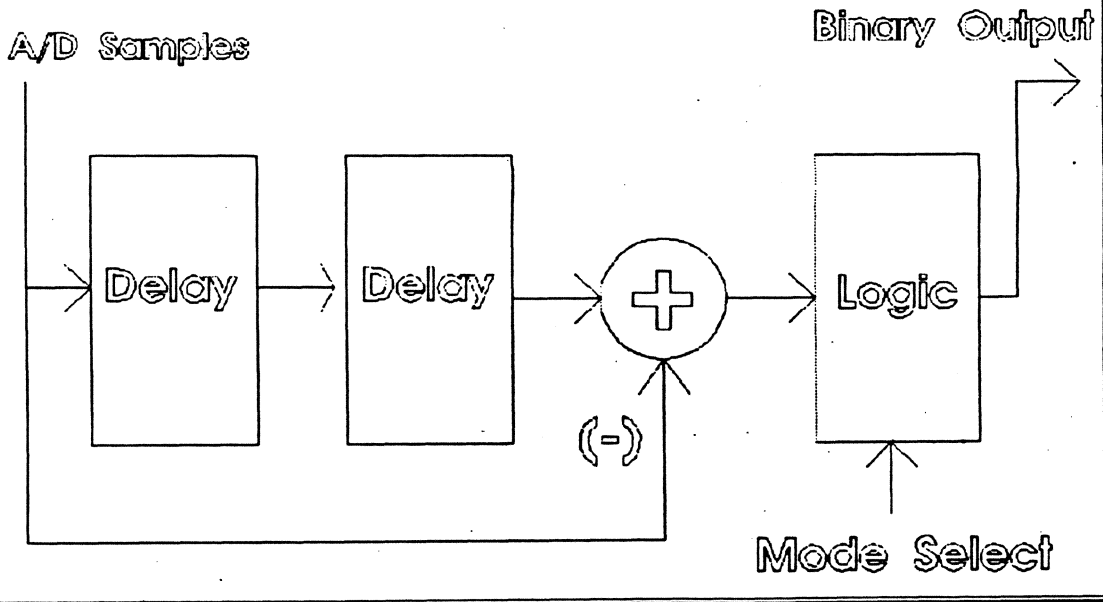 A/D Samples
Binary Output
Delay
Delay
+
Logic
(-)
Mode Select